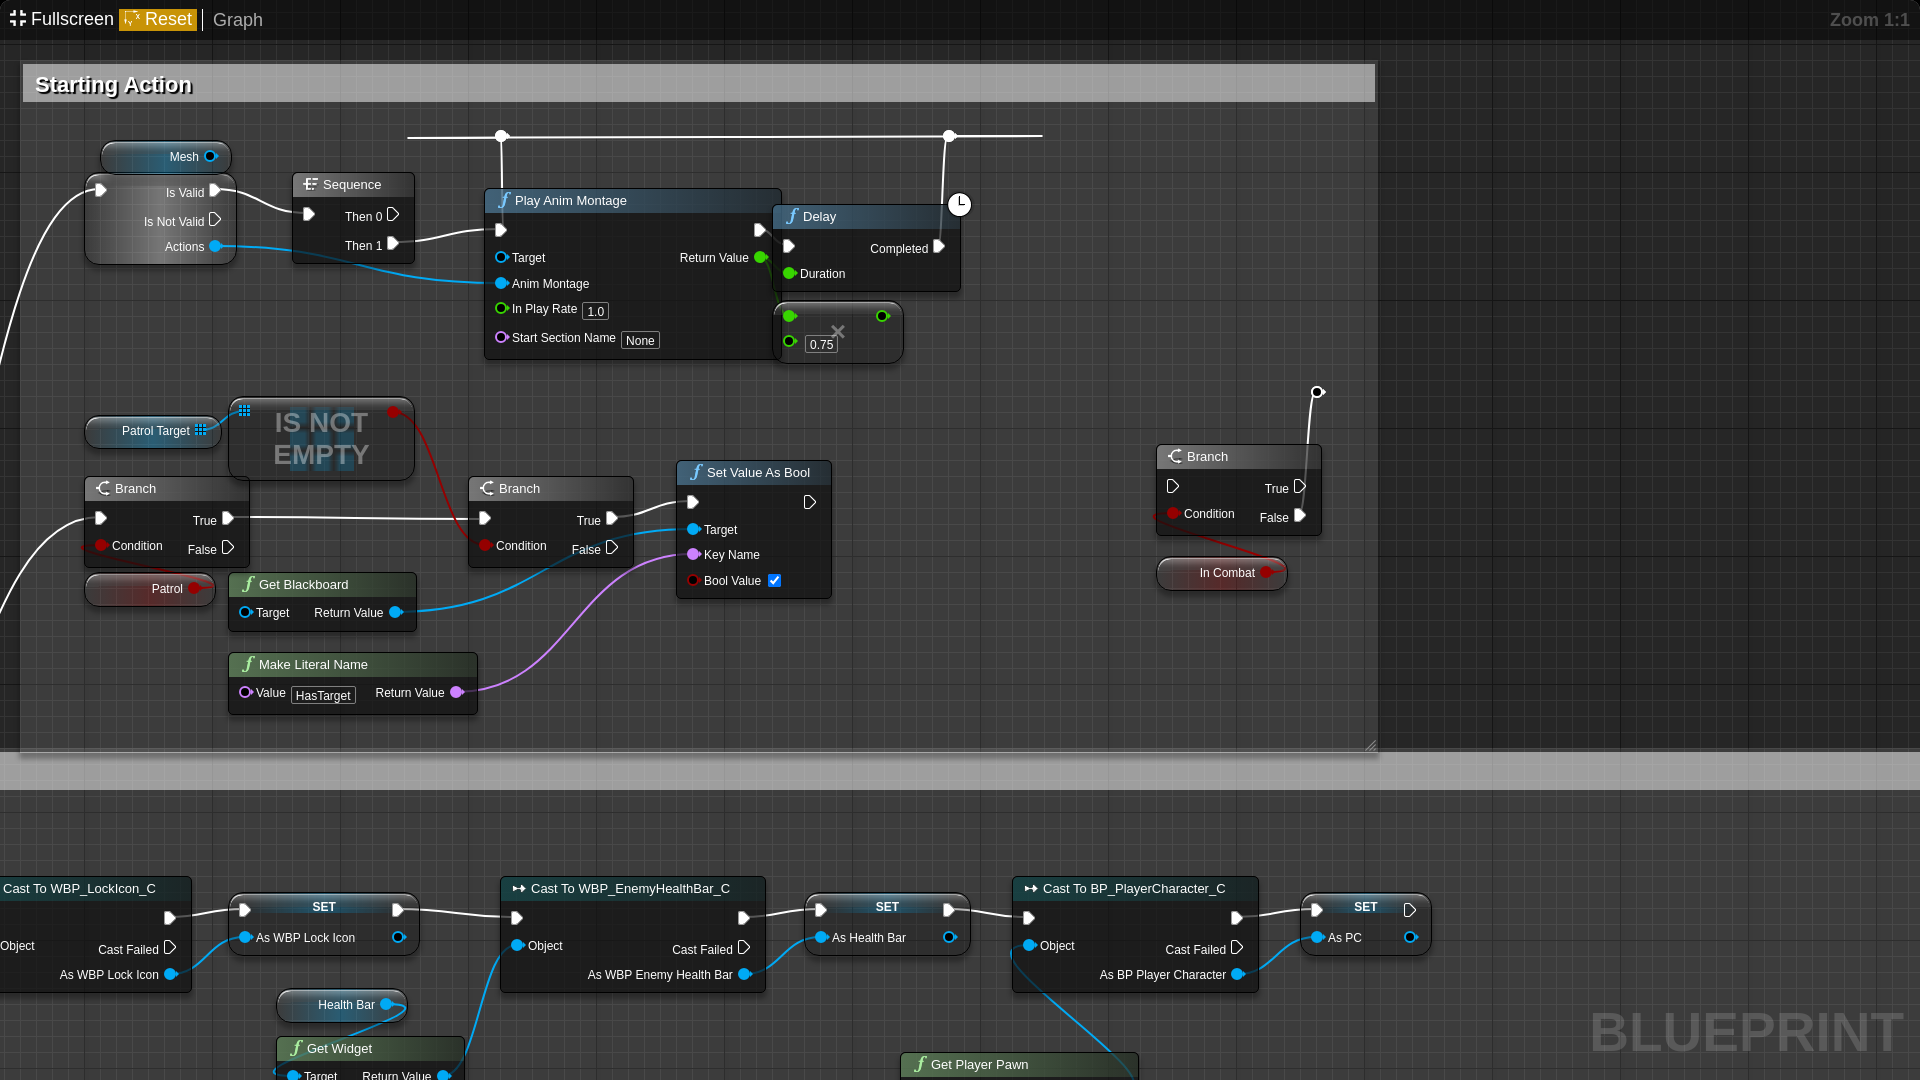 Fullscreen Reset Graph Zoom 1:1
Starting Action
Mesh
Is Valid
Is Not Valid
Actions
Sequence
Then 0
Then 1
Play Anim Montage
Target
Return Value
Anim Montage
In Play Rate 1.0
Start Section Name None
Delay
Completed
Duration
0.75
Patrol Target
IS NOT
EMPTY
Branch
True
Condition
False
Patrol
Get Blackboard
Target Return Value
Make Literal Name
Value HasTarget Return Value
Branch
True
Condition
False
Set Value As Bool
Target
Key Name
Bool Value
Branch
True
Condition
False
In Combat
Cast To WBP_LockIcon_C
Object
Cast Failed
As WBP Lock Icon
SET
As WBP Lock Icon
Health Bar
Get Widget
Target Return Value
Cast To WBP_EnemyHealthBar_C
Object
Cast Failed
As WBP Enemy Health Bar
SET
As Health Bar
Cast To BP_PlayerCharacter_C
Object
Cast Failed
As BP Player Character
SET
As PC
Get Player Pawn
BLUEPRINT